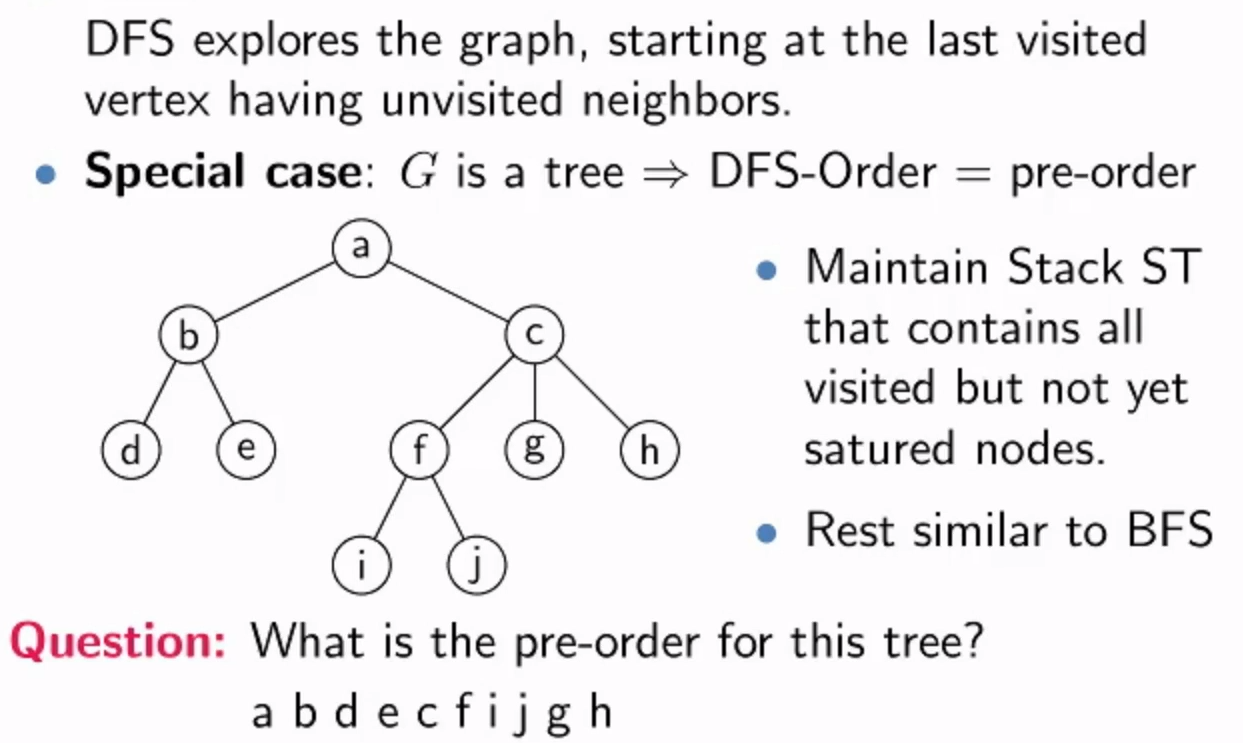 DFS explores the graph, starting at the last visited
vertex having unvisited neighbors.
• Special case: G is a tree ⇒ DFS-Order = pre-order
a
b
c
d
e
f
g
h
i
j
• Maintain Stack ST
that contains all
visited but not yet
satured nodes.
• Rest similar to BFS
Question: What is the pre-order for this tree?
a b d e c f i j g h